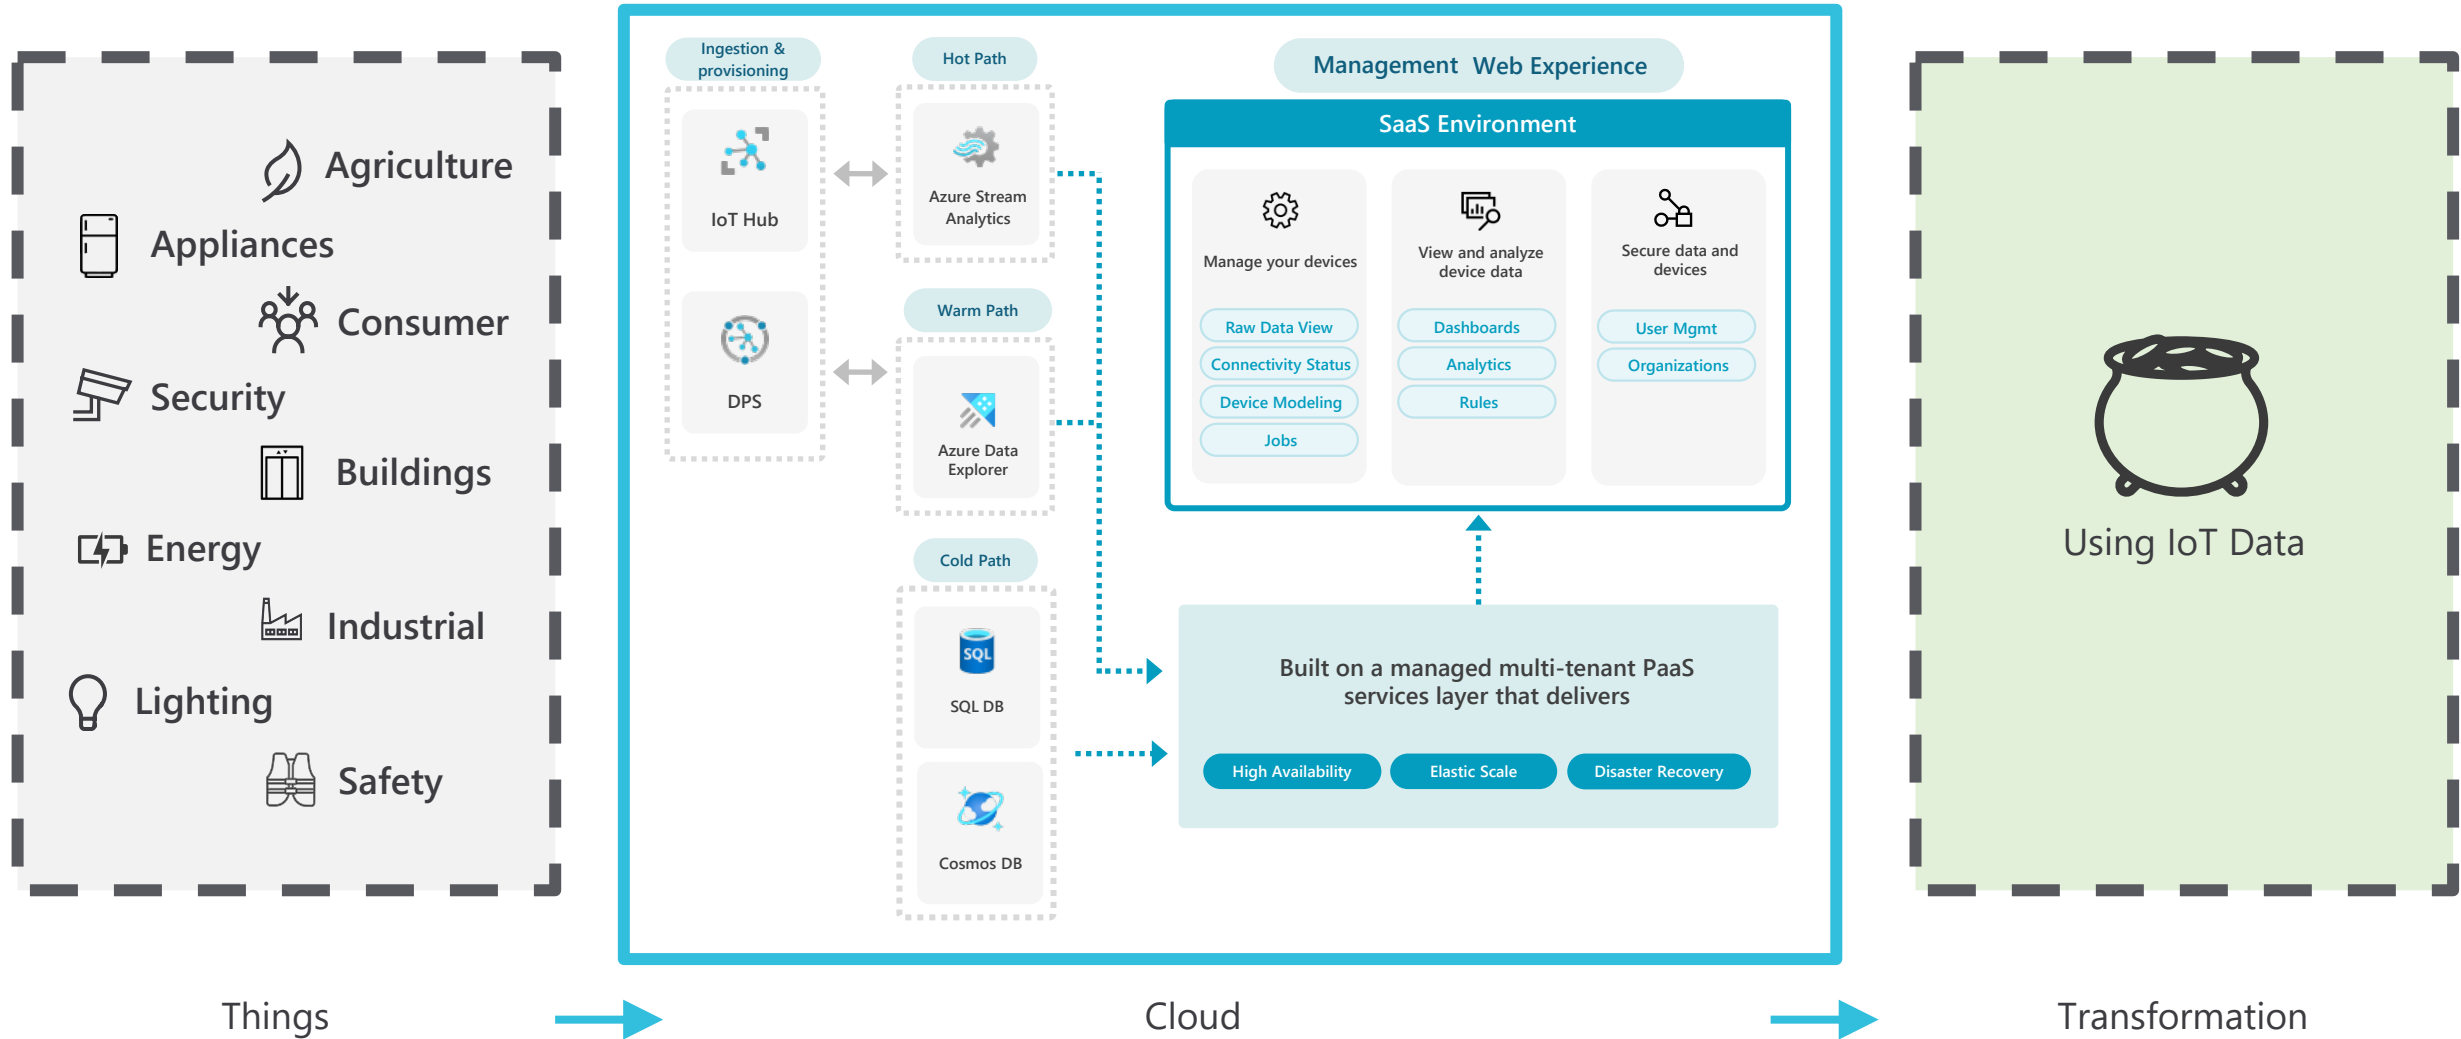 Agriculture
Appliances
Consumer
Security
Buildings
Energy
Industrial
Lighting
Safety
Ingestion &
provisioning
IoT Hub
DPS
Hot Path
Azure Stream
Analytics
Warm Path
Azure Data
Explorer
Cold Path
SQL
SQL DB
Cosmos DB
Management Web Experience
SaaS Environment
Manage your devices
Raw Data View
Connectivity Status
Device Modeling
Jobs
View and analyze
device data
Dashboards
Analytics
Rules
Secure data and
devices
User Mgmt
Organizations
Built on a managed multi-tenant PaaS
services layer that delivers
High Availability
Elastic Scale
Disaster Recovery
Using IoT Data
Things
Cloud
Transformation